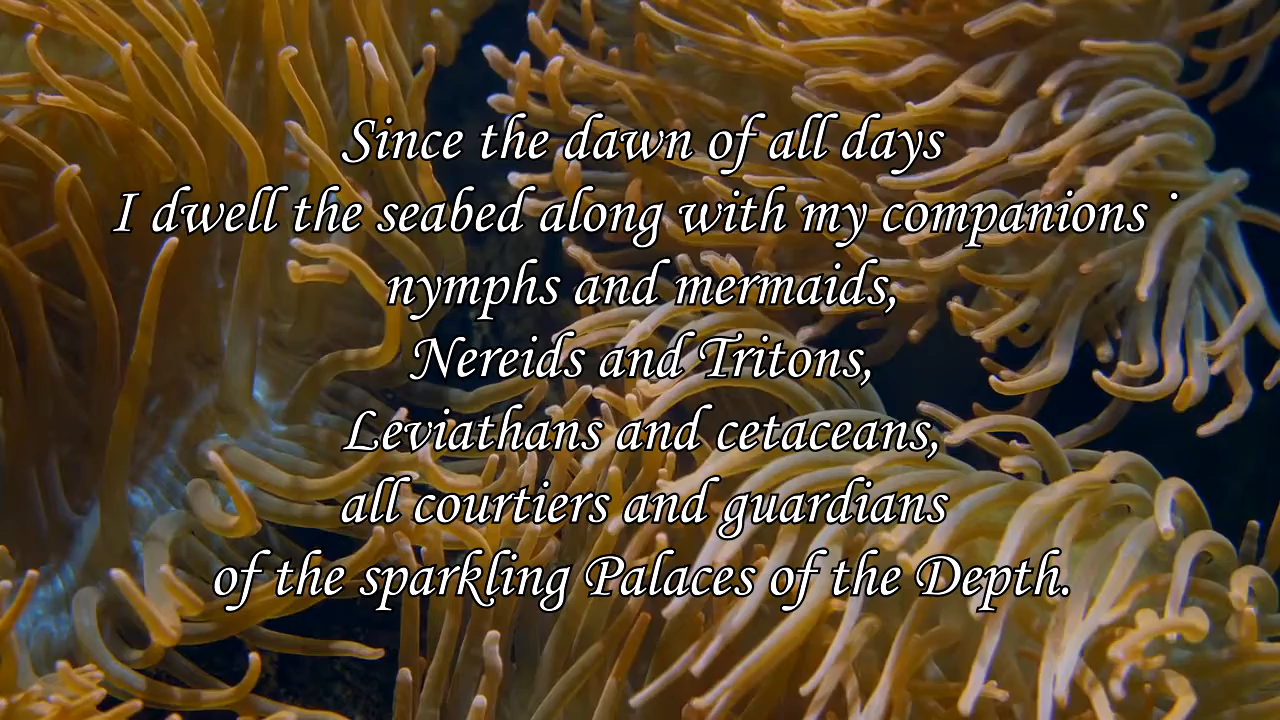 Since the dawn of all days
I dwell the seabed along with my companions ·
nymphs and mermaids,
Nereids and Tritons,
Leviathans and cetaceans,
all courtiers and guardians
of the sparkling Palaces of the Depth.